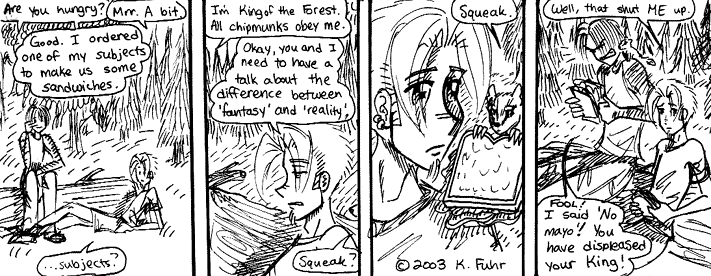 Are you hungry?
Mm. A bit.
Good. I ordered
one of my subjects
to make us some
sandwiches.
...subjects?
I'm King of the Forest.
All chipmunks obey me.
Okay, you and I
need to have a
talk about the
difference between
'fantasy' and 'reality'.
Squeak?
Squeak.
© 2003 K. Fuhr
Well, that shut ME up.
FOOL!
I said 'No
mayo'! You
have displeased
your King!